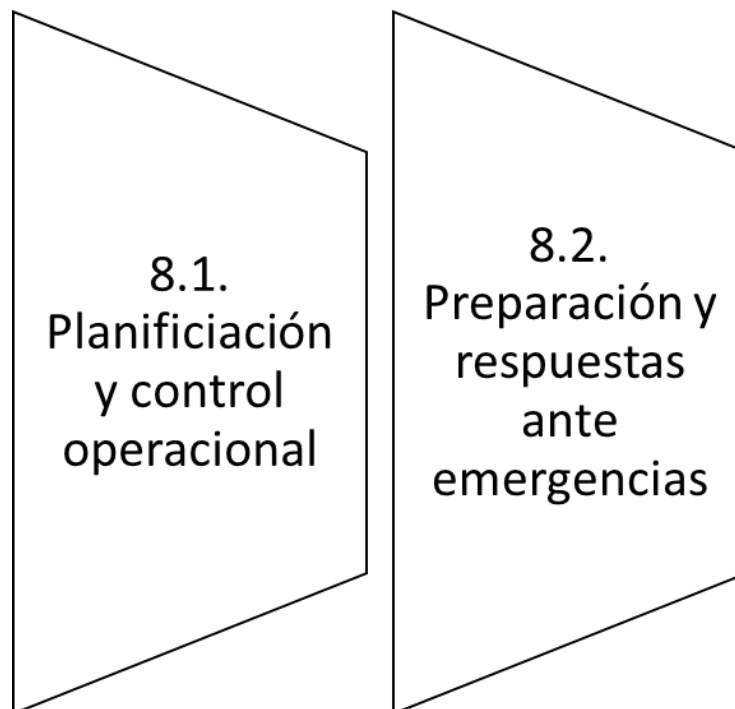 8.1.
Planificiación
y control
operacional
8.2.
Preparación y
respuestas
ante
emergencias